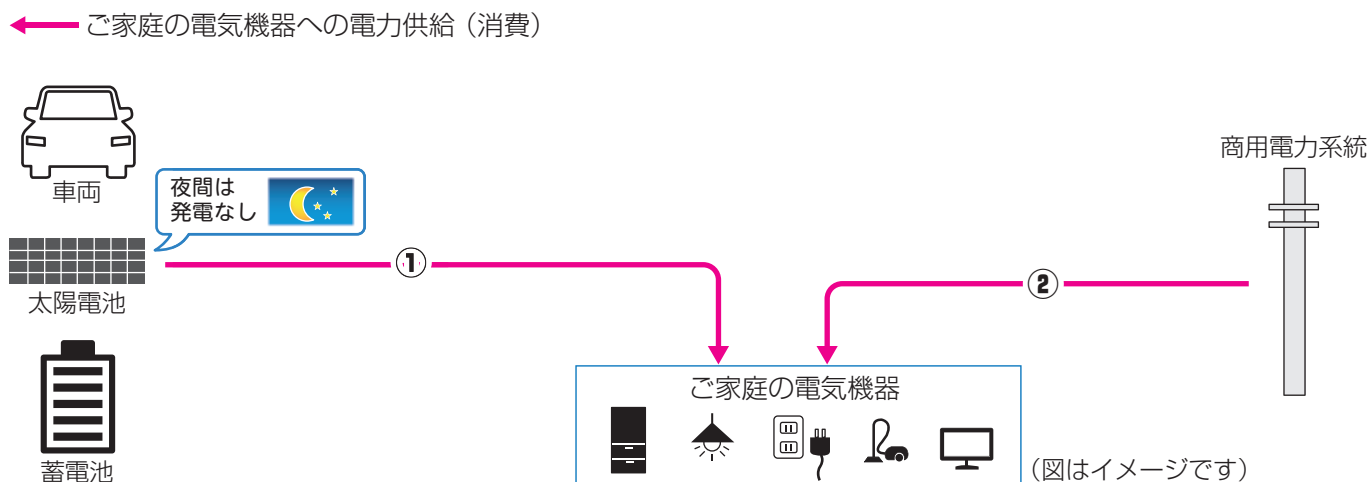 ご家庭の電気機器への電力供給（消費）
商用電力系統
車両
夜間は
発電なし
①
②
太陽電池
ご家庭の電気機器
蓄電池
（図はイメージです）